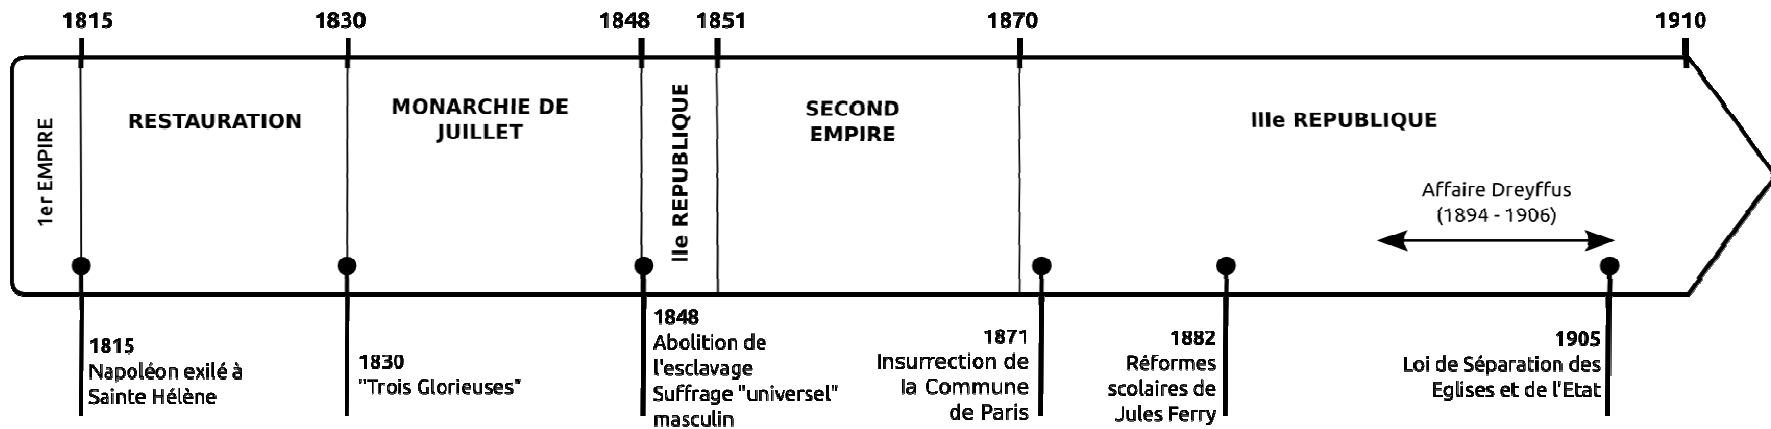 1815
1830
1848
1851
1870
1910
1er EMPIRE
RESTAURATION
MONARCHIE DE
JUILLET
IIe REPUBLIQUE
SECOND
EMPIRE
IIIe REPUBLIQUE
Affaire Dreyffus
(1894 - 1906)
1815
Napoléon exilé à
Sainte Hélène
1830
"Trois Glorieuses"
1848
Abolition de
l'esclavage
Suffrage "universel"
masculin
1871
Insurrection de
la Commune
de Paris
1882
Réformes
scolaires de
Jules Ferry
1905
Loi de Séparation des
Eglises et de l'Etat